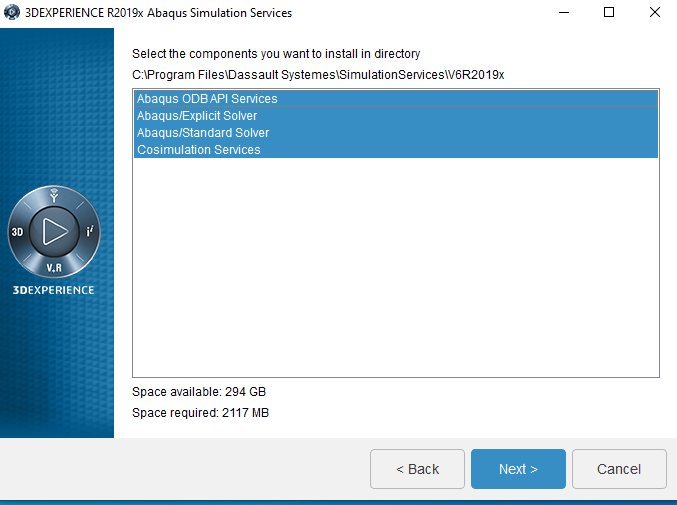 3DEXPERIENCE R2019x Abaqus Simulation Services
Select the components you want to install in directory
C:\Program Files\Dassault Systemes\SimulationServices\V6R2019x
Abaqus ODB API Services
Abaqus/Explicit Solver
Abaqus/Standard Solver
Cosimulation Services
3D
i²
V.R
3DEXPERIENCE
Space available: 294 GB
Space required: 2117 MB
< Back
Next >
Cancel